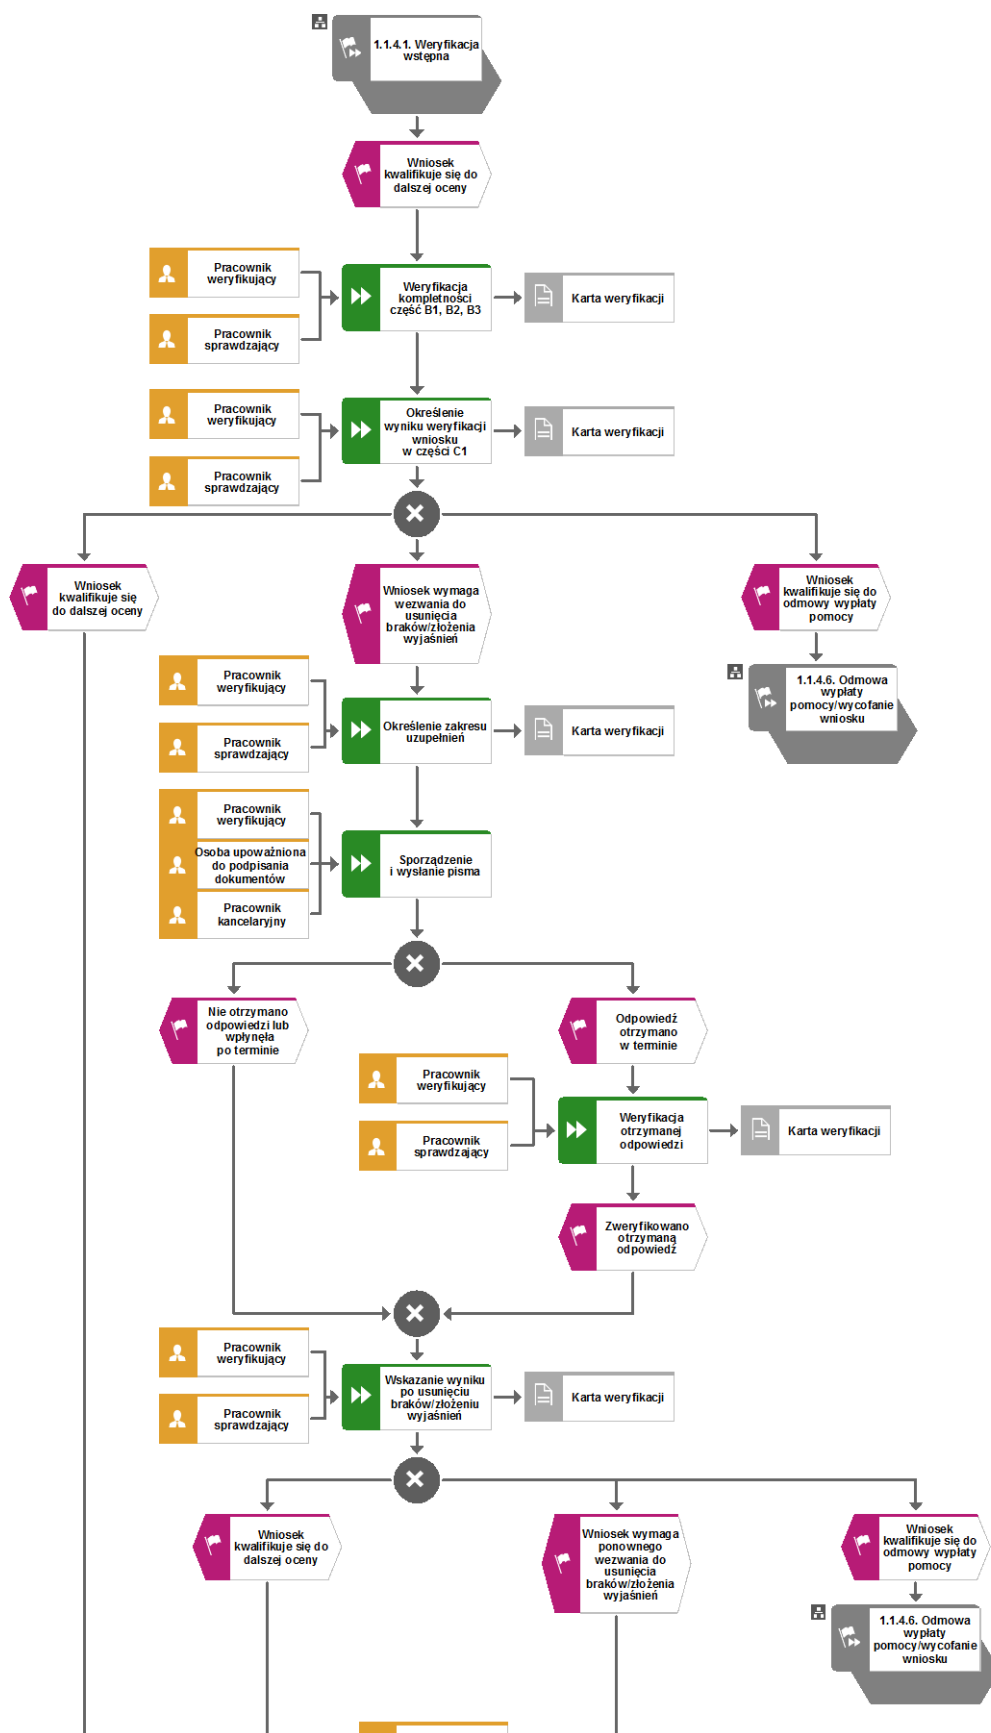 1.1.4.1. Weryfikacja
wstępna
Wniosek
kwalifikuje się do
dalszej oceny
Pracownik
weryfikujący
Pracownik
sprawdzający
Weryfikacja
kompletności
część B1, B2, B3
Karta weryfikacji
Pracownik
weryfikujący
Pracownik
sprawdzający
Określenie
wyniku weryfikacji
wniosku
w części C1
Karta weryfikacji
Wniosek
kwalifikuje się
do dalszej oceny
Wniosek wymaga
wezwania do
usunięcia
braków/złożenia
wyjaśnień
Wniosek
kwalifikuje się do
odmowy wypłaty
pomocy
1.1.4.6. Odmowa
wypłaty
pomocy/wycofanie
wniosku
Pracownik
weryfikujący
Pracownik
sprawdzający
Określenie zakresu
uzupełnień
Karta weryfikacji
Pracownik
weryfikujący
Osoba upoważniona
do podpisania
dokumentów
Pracownik
kancelaryjny
Sporządzenie
i wysłanie pisma
Nie otrzymano
odpowiedzi lub
wpłynęła
po terminie
Odpowiedź
otrzymano
w terminie
Pracownik
weryfikujący
Pracownik
sprawdzający
Weryfikacja
otrzymanej
odpowiedzi
Karta weryfikacji
Zweryfikowano
otrzymaną
odpowiedź
Pracownik
weryfikujący
Pracownik
sprawdzający
Wskazanie wyniku
po usunięciu
braków/złożeniu
wyjaśnień
Karta weryfikacji
Wniosek
kwalifikuje się do
dalszej oceny
Wniosek wymaga
ponownego
wezwania do
usunięcia
braków/złożenia
wyjaśnień
Wniosek
kwalifikuje się do
odmowy wypłaty
pomocy
1.1.4.6. Odmowa
wypłaty
pomocy/wycofanie
wniosku